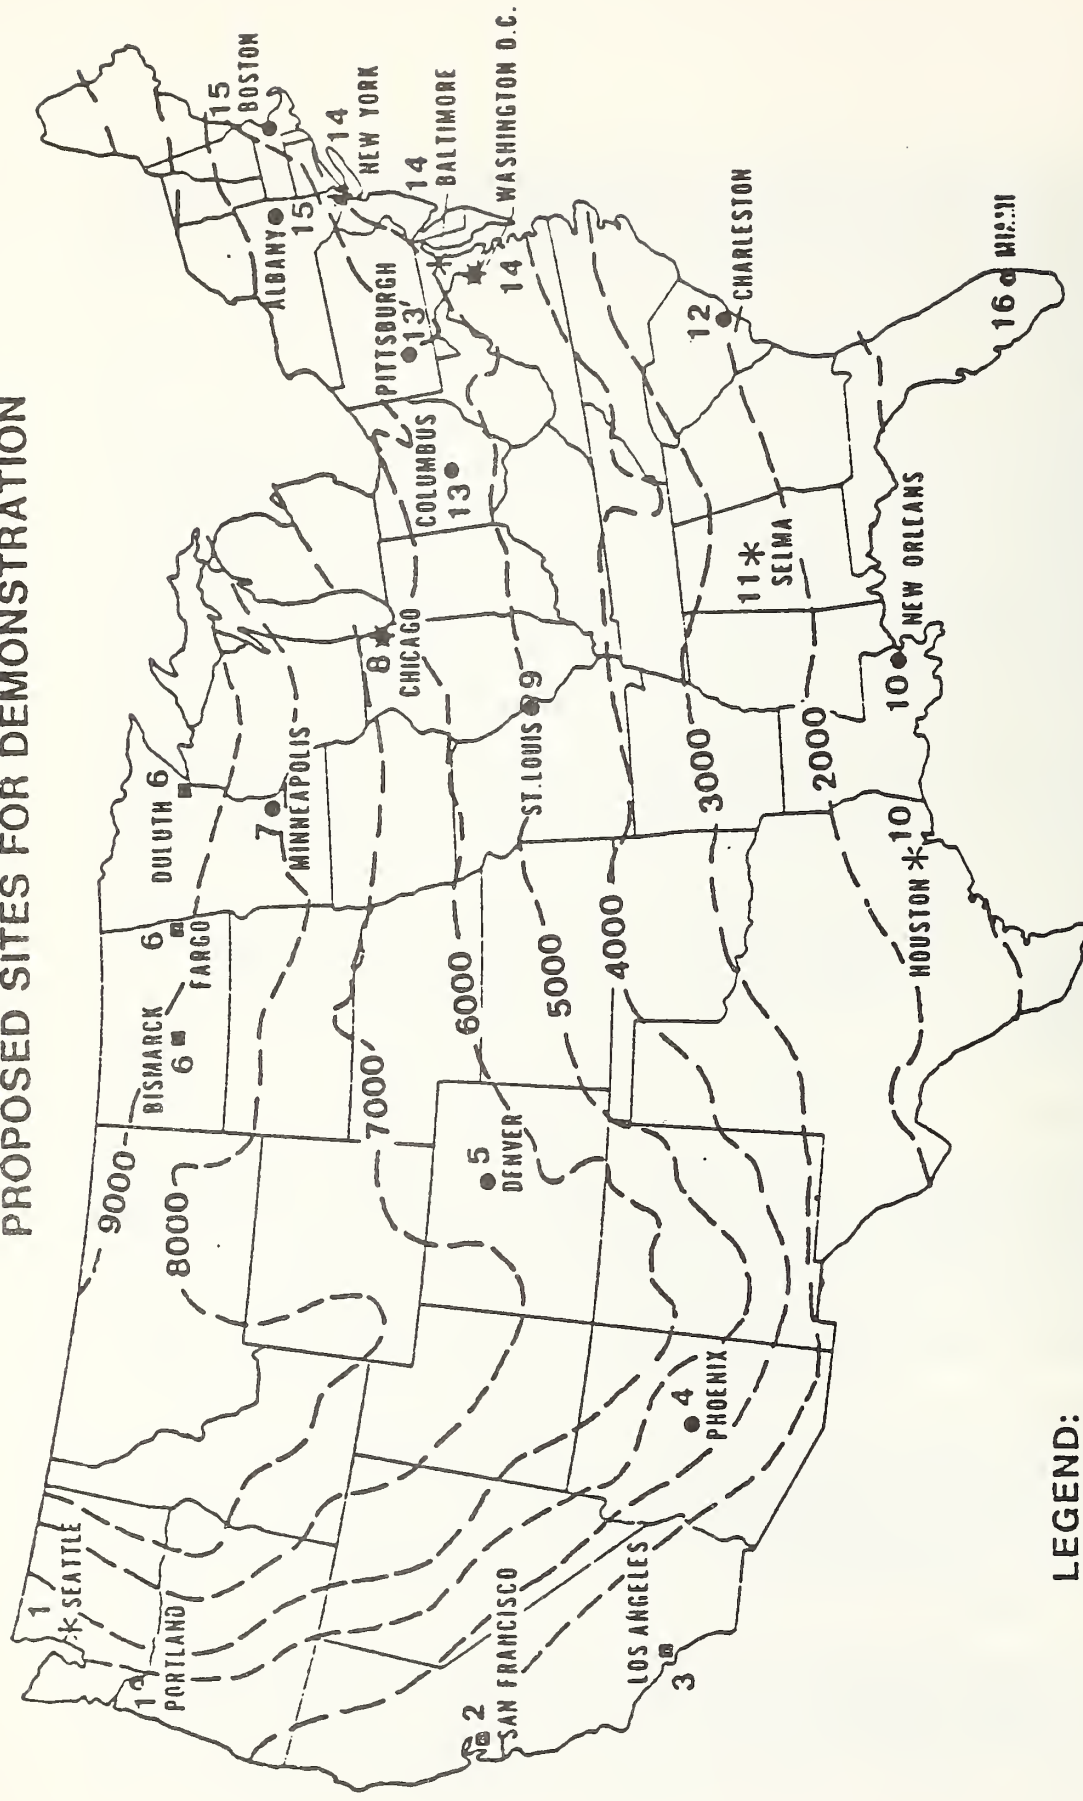 PROPOSED SITES FOR DEMONSTRATION
1
SEATTLE
1
PORTLAND
2
SAN FRANCISCO
LOS ANGELES
3
4
PHOENIX
5
DENVER
BISMARCK
6
6
FARGO
DULUTH 6
7
MINNEAPOLIS
8
CHICAGO
ST. LOUIS 9
10
NEW ORLEANS
HOUSTON 10
11
SELMA
12
CHARLESTON
COLUMBUS
13
PITTSBURGH
13
14
WASHINGTON D.C.
14
BALTIMORE
14
NEW YORK
ALBANY
15
15
BOSTON
16 MIAMI
9000
8000
7000
6000
5000
4000
3000
2000
LEGEND: